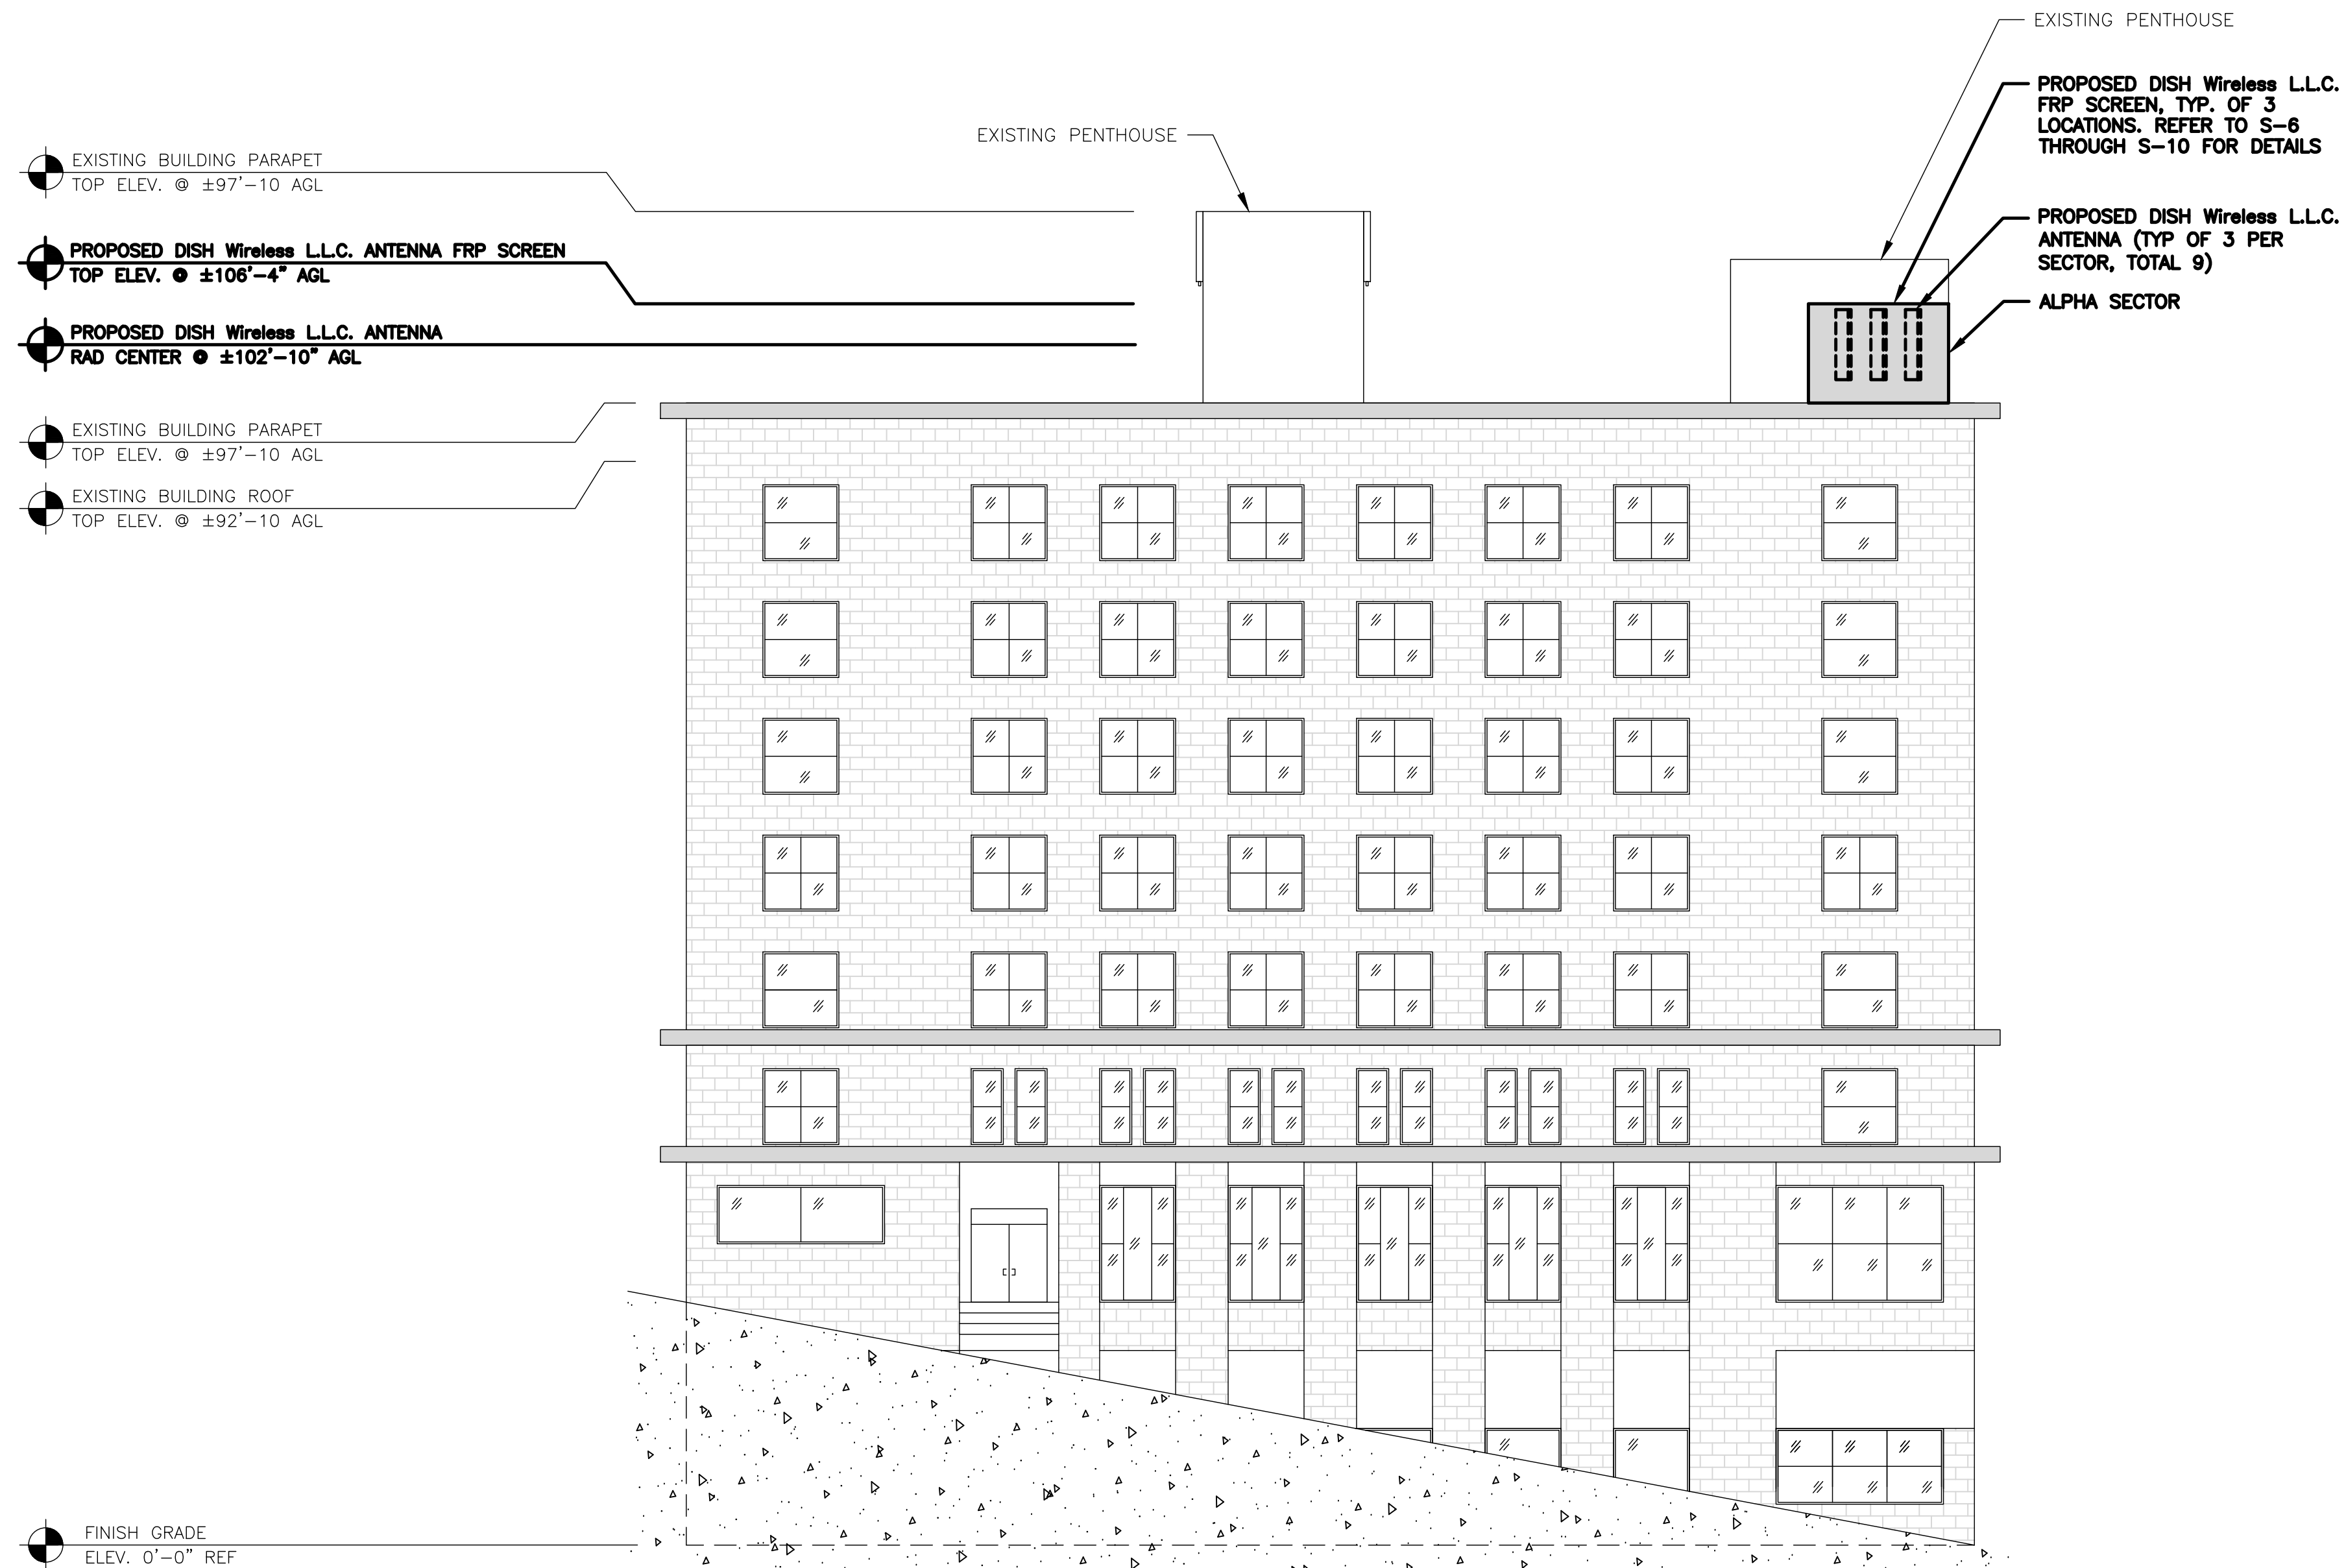 EXISTING PENTHOUSE
PROPOSED DISH Wireless L.L.C.
FRP SCREEN, TYP. OF 3
LOCATIONS. REFER TO S-6
THROUGH S-10 FOR DETAILS
EXISTING PENTHOUSE
EXISTING BUILDING PARAPET
TOP ELEV. @ ±97'-10 AGL
PROPOSED DISH Wireless L.L.C.
ANTENNA (TYP OF 3 PER
SECTOR, TOTAL 9)
ALPHA SECTOR
PROPOSED DISH Wireless L.L.C. ANTENNA FRP SCREEN
TOP ELEV. @ ±106'-4" AGL
PROPOSED DISH Wireless L.L.C. ANTENNA
RAD CENTER @ ±102'-10" AGL
EXISTING BUILDING PARAPET
TOP ELEV. @ ±97'-10 AGL
EXISTING BUILDING ROOF
TOP ELEV. @ ±92'-10 AGL
FINISH GRADE
ELEV. 0'-0" REF